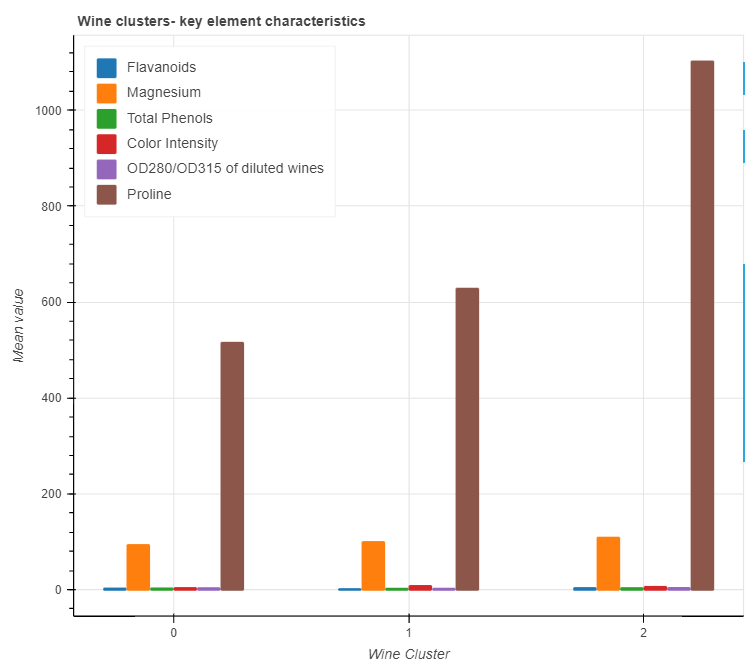 Wine clusters- key element characteristics
Flavanoids
Magnesium
Total Phenols
Color Intensity
OD280/OD315 of diluted wines
Proline
1000
800
600
400
200
0
Mean value
0 1 2
Wine Cluster